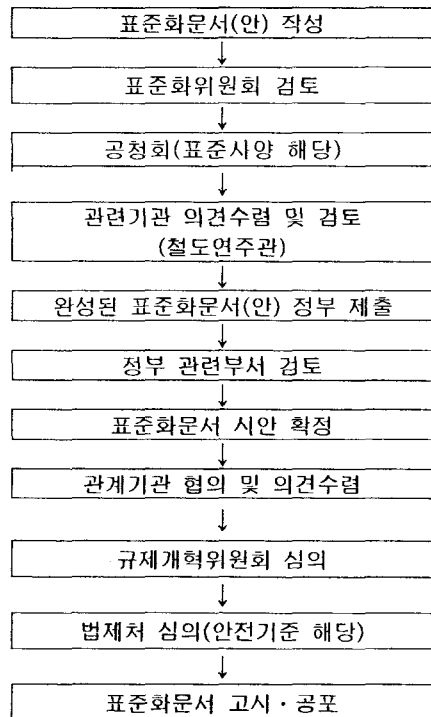 표준화문서(안) 작성
표준화위원회 검토
공청회(표준사양 해당)
관련기관 의견수렴 및 검토
(철도연주관)
완성된 표준화문서(안) 정부 제출
정부 관련부서 검토
표준화문서 시안 확정
관계기관 협의 및 의견수렴
규제개혁위원회 심의
법제처 심의(안전기준 해당)
표준화문서 고시·공포